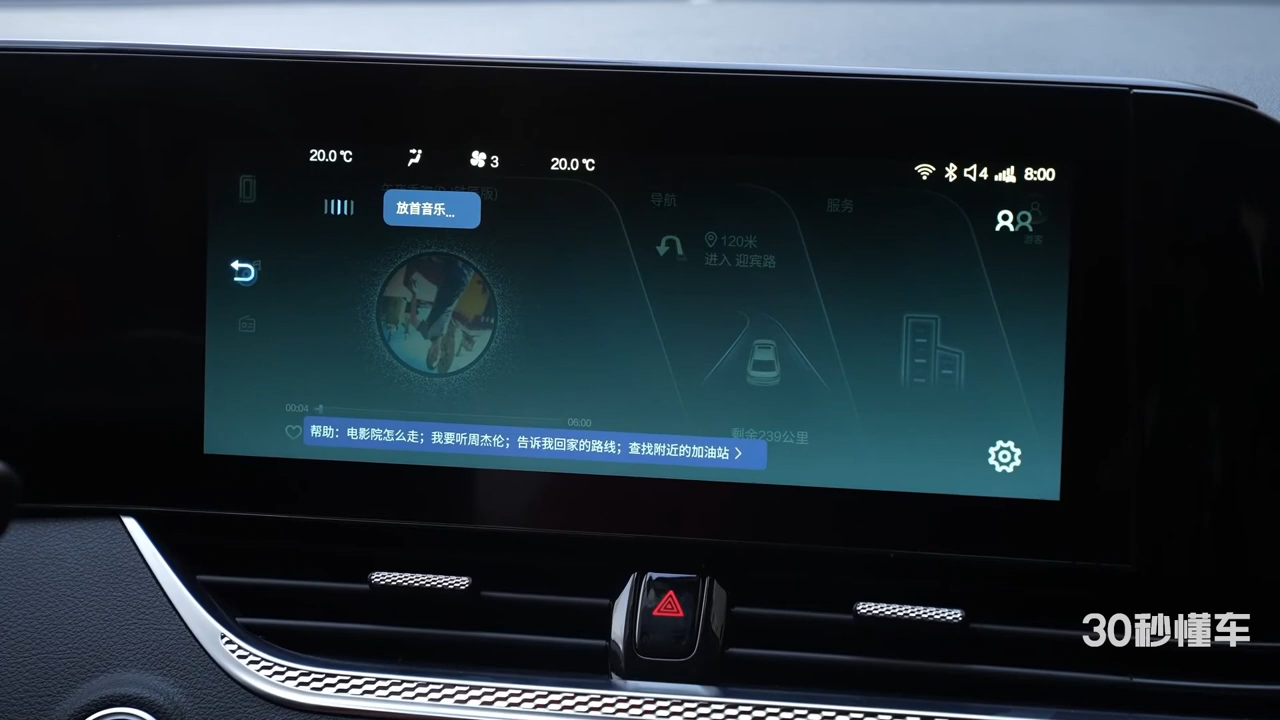 20.0℃
3
20.0℃
4
8:00
放首音乐...
导航
服务
游客
120米
进入 迎宾路
00:04
06:00
剩余239公里
帮助：电影院怎么走；我要听周杰伦；告诉我回家的路线；查找附近的加油站
30秒懂车